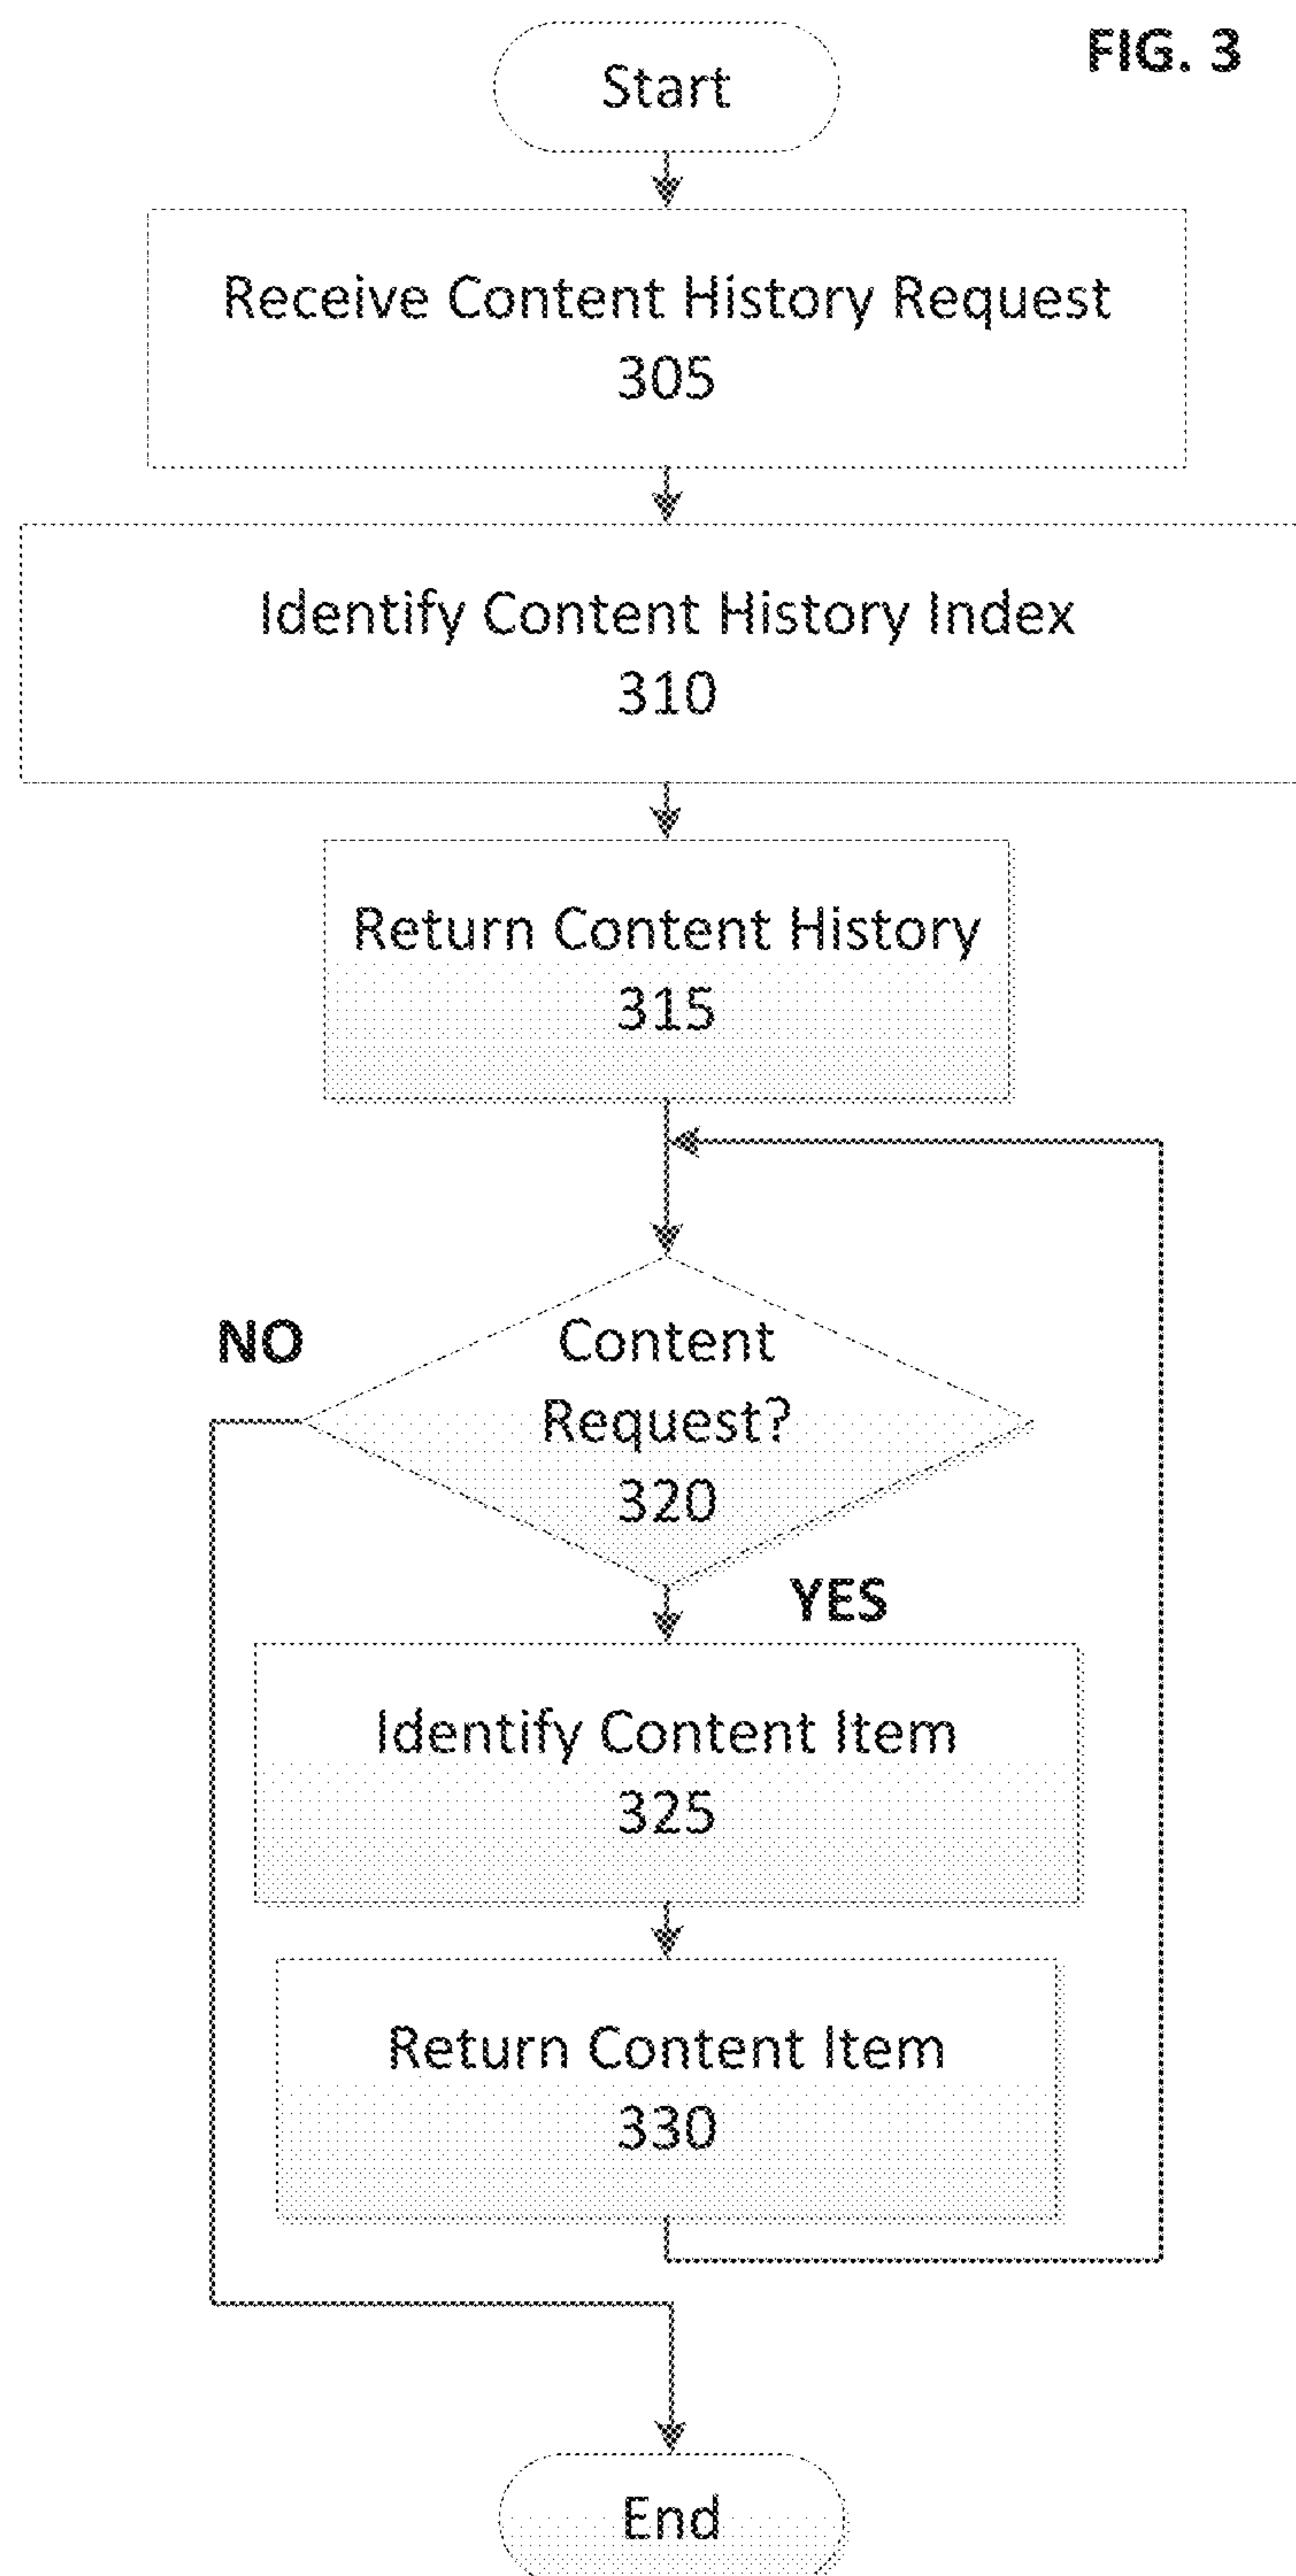 FIG. 3
Start
Receive Content History Request
305
Identify Content History Index
310
Return Content History
315
Content
Request?
320
NO
YES
Identify Content Item
325
Return Content Item
330
End